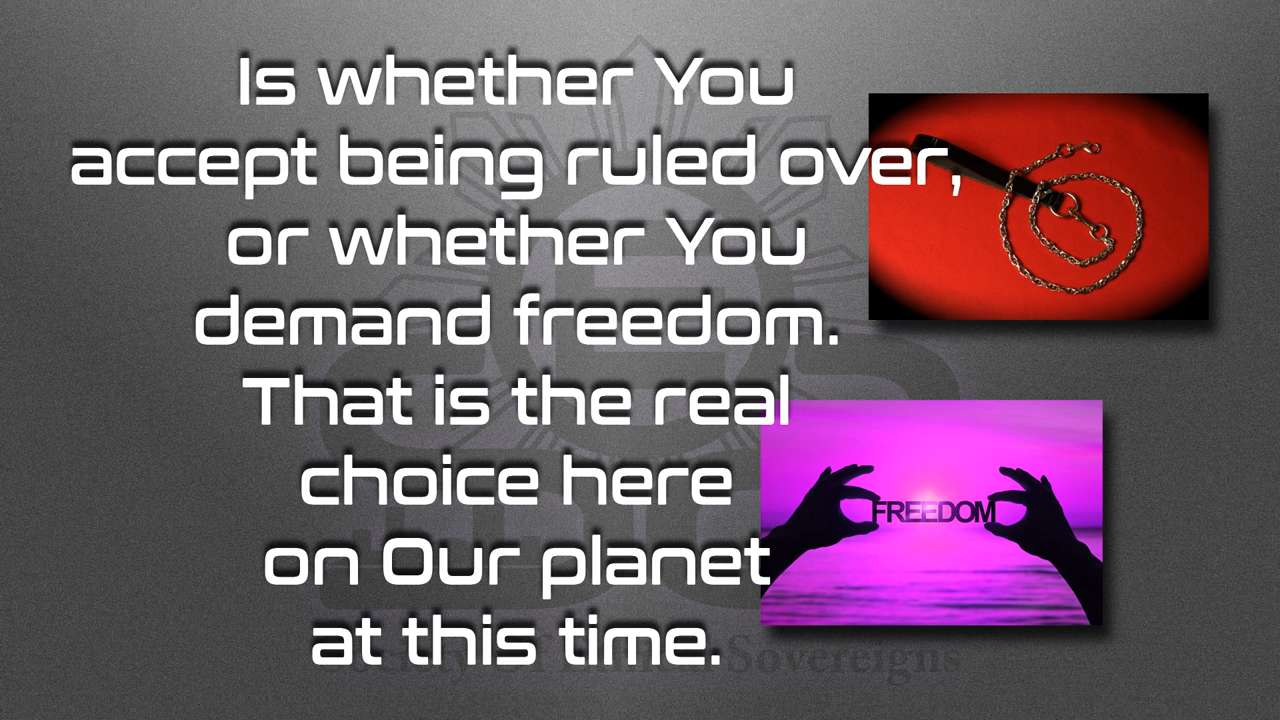 Is whether You
accept being ruled over,
or whether You
demand freedom.
That is the real
choice here
on Our planet
at this time.
FREEDOM
Sovereigns